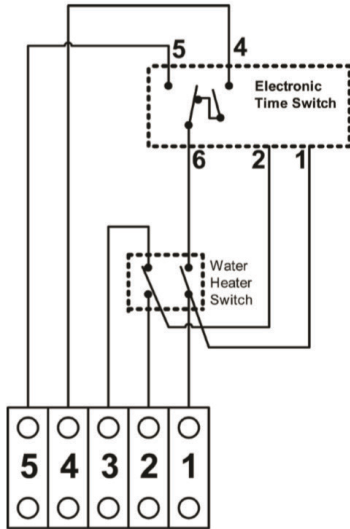 5 4
Electronic
Time Switch
6 2 1
Water
Heater
Switch
5 4 3 2 1